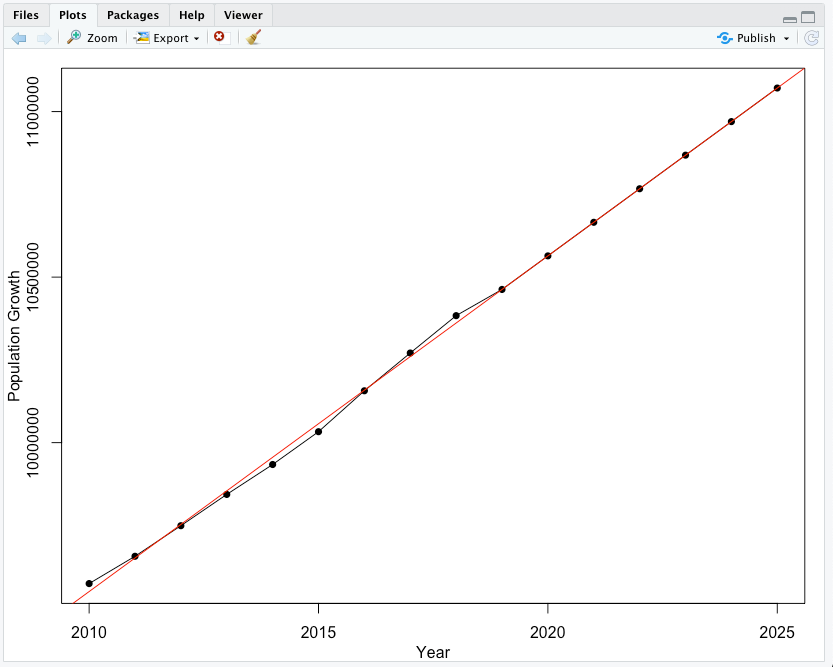 Files Plots Packages Help Viewer
Zoom Export Publish
11000000
10500000
10000000
Population Growth
2010 2015 2020 2025
Year